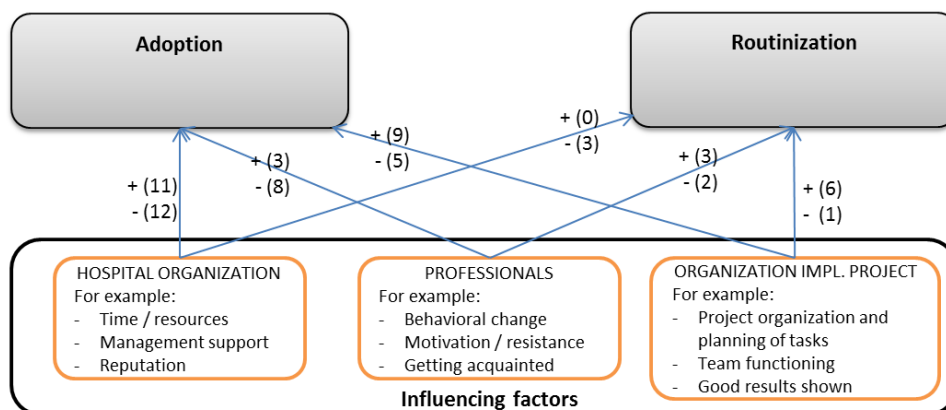 Adoption
Routinization
+ (11)
- (12)
+ (3)
- (8)
+ (9)
- (5)
+ (0)
- (3)
+ (3)
- (2)
+ (6)
- (1)
HOSPITAL ORGANIZATION
For example:
- Time / resources
- Management support
- Reputation
PROFESSIONALS
For example:
- Behavioral change
- Motivation / resistance
- Getting acquainted
ORGANIZATION IMPL. PROJECT
For example:
- Project organization and
planning of tasks
- Team functioning
- Good results shown
Influencing factors